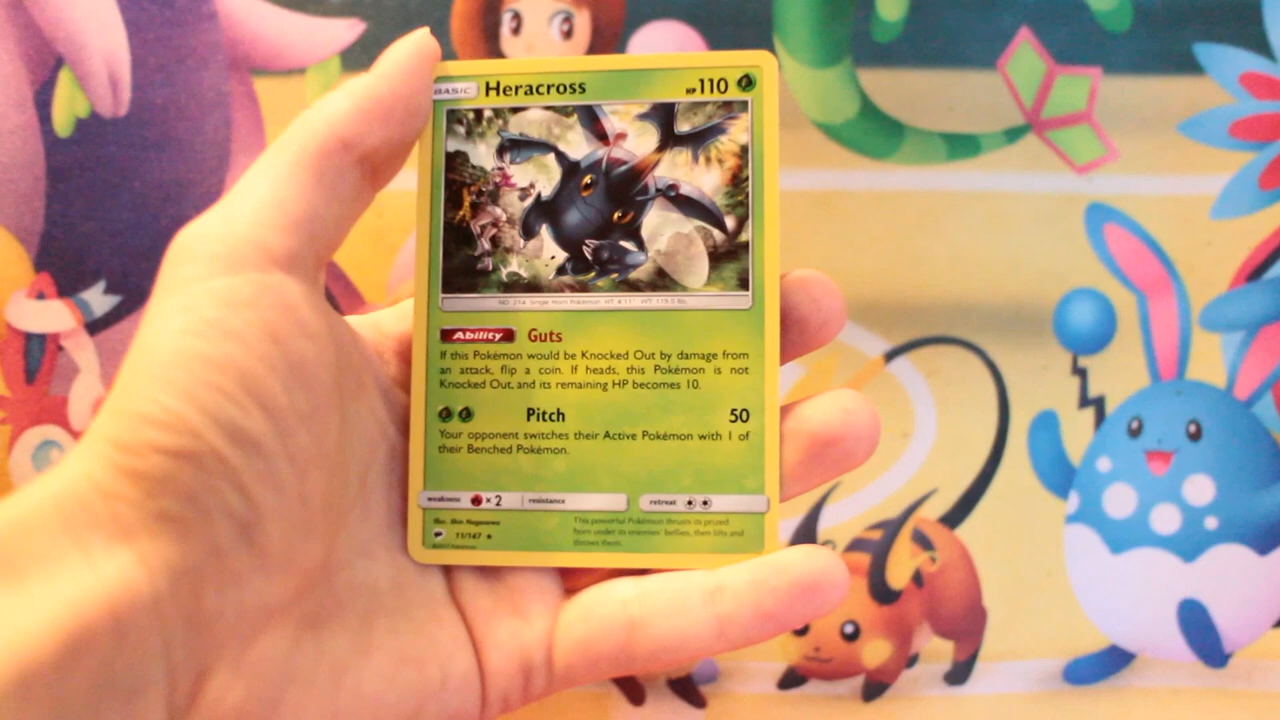 BASIC Heracross HP 110
NO. 214 Single Horn Pokémon HT: 4'11" WT: 119.0 lbs.
Ability Guts
If this Pokémon would be Knocked Out by damage from
an attack, flip a coin. If heads, this Pokémon is not
Knocked Out, and its remaining HP becomes 10.
Pitch 50
Your opponent switches their Active Pokémon with 1 of
their Benched Pokémon.
weakness ×2 resistance retreat
Illus. Shin Nagasawa
11/147 ★
©2017 Pokémon
This powerful Pokémon thrusts its prized
horn under its enemies' bellies, then lifts and
throws them.